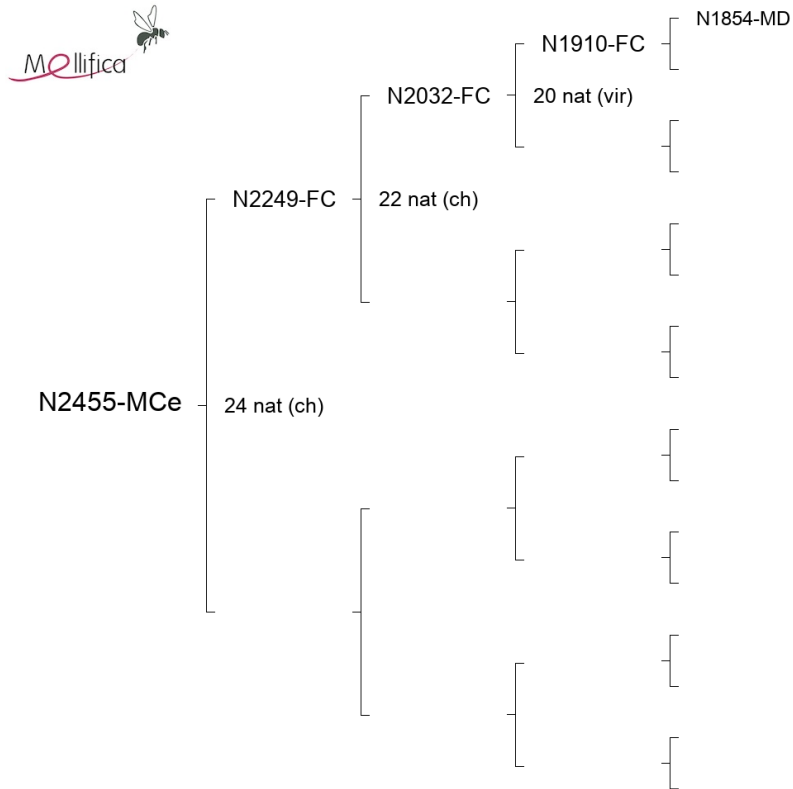 Mellifica
N1854-MD
N1910-FC
N2032-FC
20 nat (vir)
N2249-FC
22 nat (ch)
N2455-MCe
24 nat (ch)